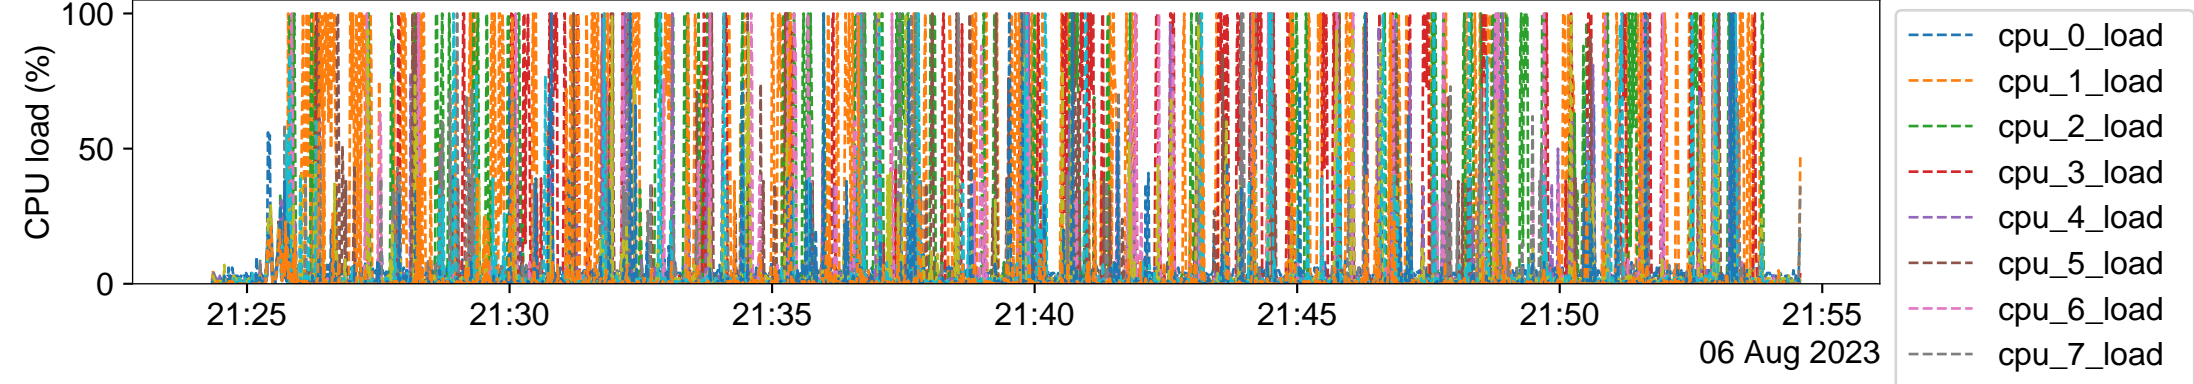 CPU load (%)
100
50
0
21:25 21:30 21:35 21:40 21:45 21:50 21:55
06 Aug 2023
cpu_0_load
cpu_1_load
cpu_2_load
cpu_3_load
cpu_4_load
cpu_5_load
cpu_6_load
cpu_7_load